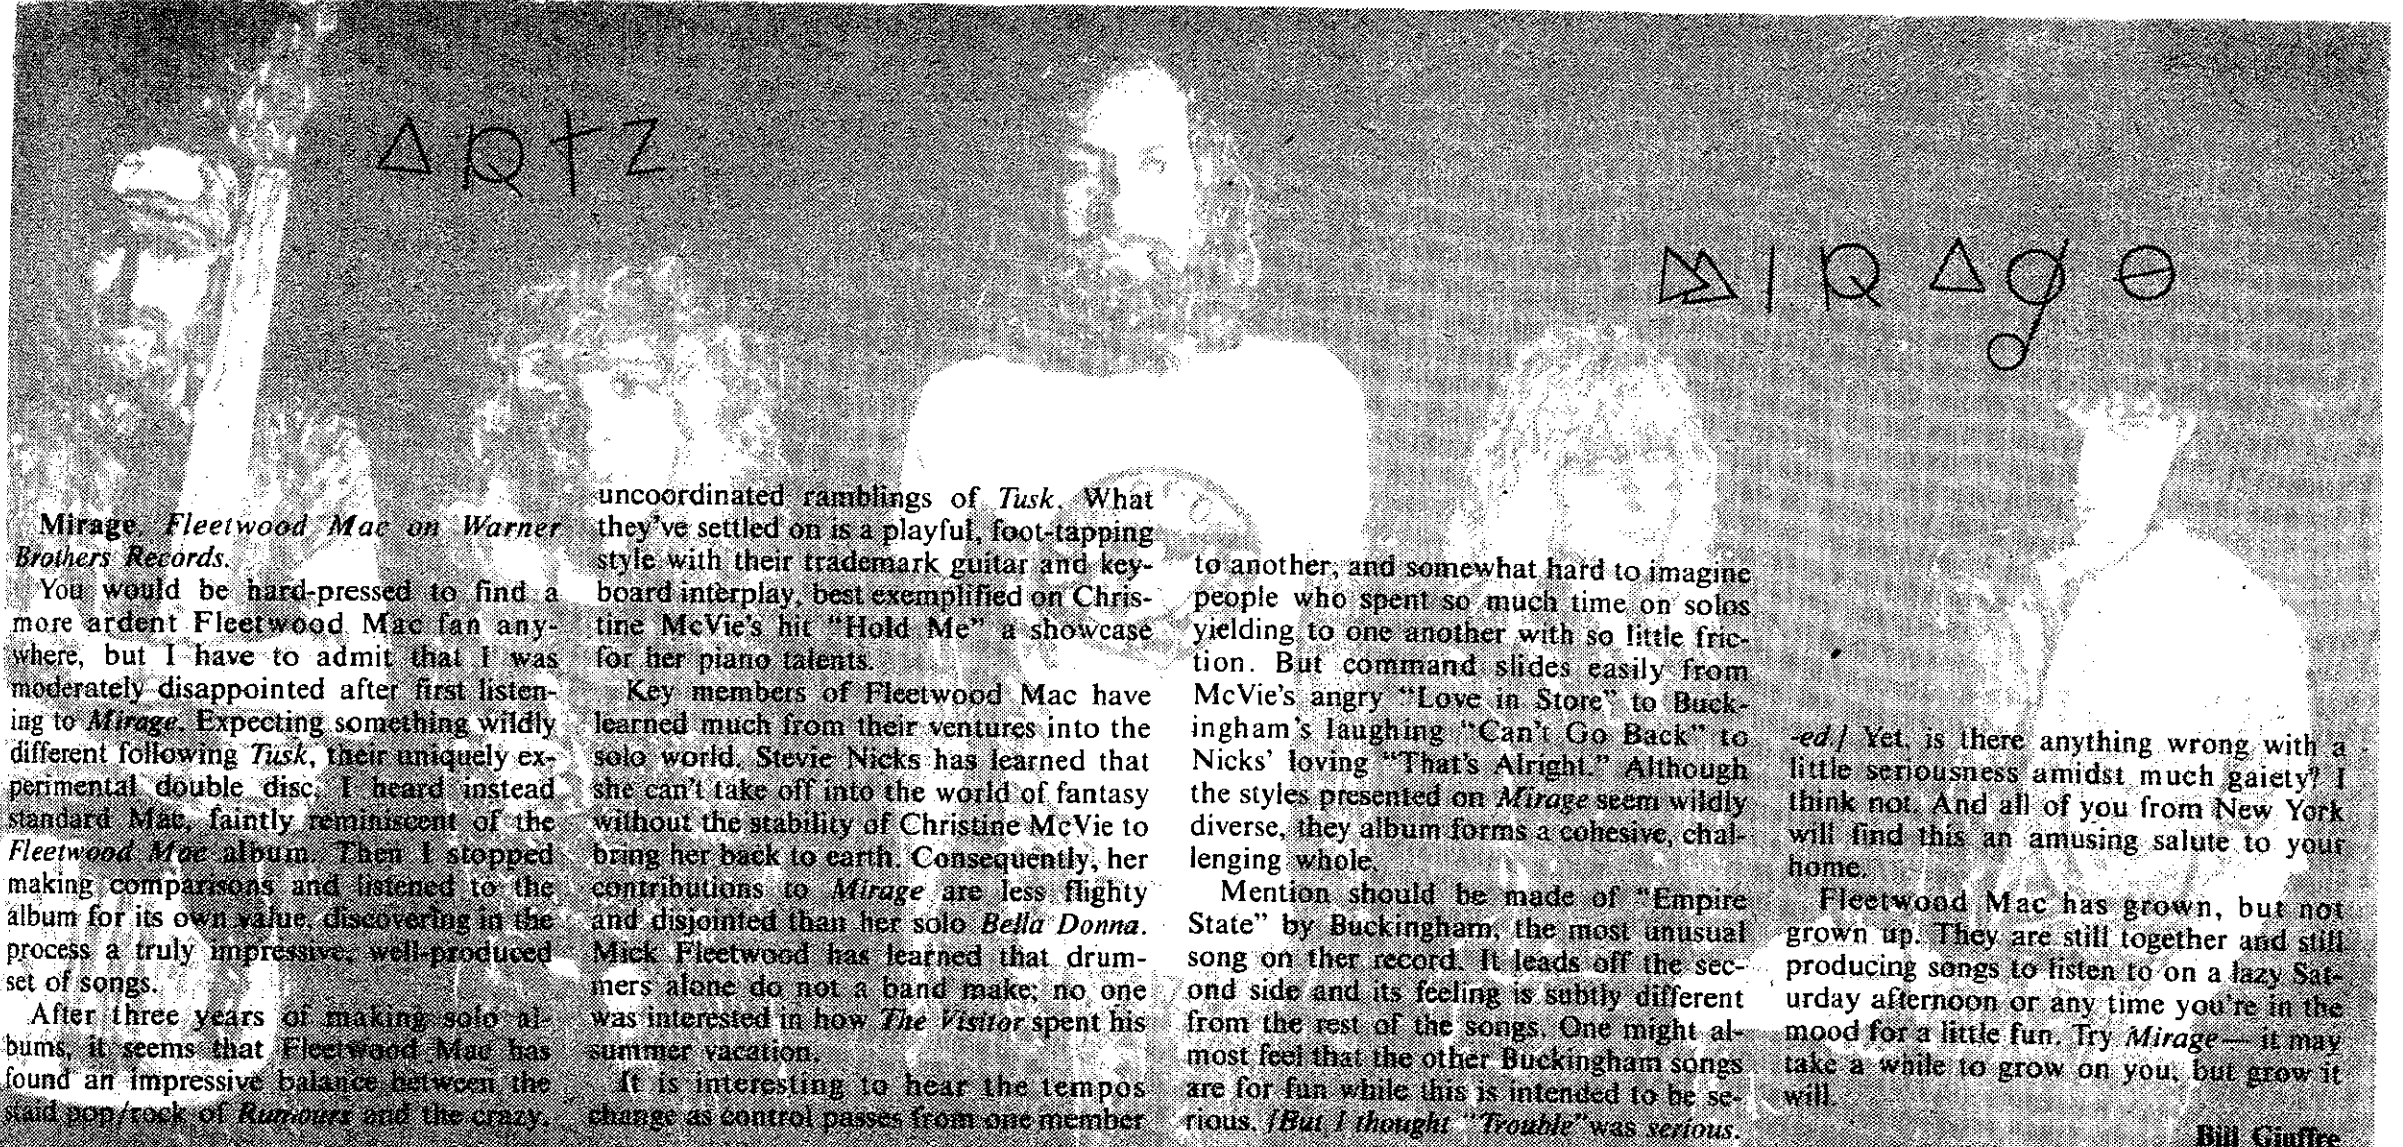 ARTZ
MIRAGE
Mirage, Fleetwood Mac on Warner
Brothers Records.
You would be hard-pressed to find a
more ardent Fleetwood Mac fan any-
where, but I have to admit that I was
moderately disappointed after first listen-
ing to Mirage. Expecting something wildly
different following Tusk, their uniquely ex-
perimental double disc, I heard instead
standard Mac, faintly reminiscent of the
Fleetwood Mac album. Then I stopped
making comparisons and listened to the
album for its own value, discovering in the
process a truly impressive, well-produced
set of songs.
After three years of making solo al-
bums, it seems that Fleetwood Mac has
found an impressive balance between the
staid pop/rock of Rumours and the crazy,
uncoordinated ramblings of Tusk. What
they've settled on is a playful, foot-tapping
style with their trademark guitar and key-
board interplay, best exemplified on Chris-
tine McVie's hit "Hold Me" a showcase
for her piano talents.
Key members of Fleetwood Mac have
learned much from their ventures into the
solo world. Stevie Nicks has learned that
she can't take off into the world of fantasy
without the stability of Christine McVie to
bring her back to earth. Consequently, her
contributions to Mirage are less flighty
and disjointed than her solo Bella Donna.
Mick Fleetwood has learned that drum-
mers alone do not a band make; no one
was interested in how The Visitor spent his
summer vacation.
It is interesting to hear the tempos
change as control passes from one member
to another, and somewhat hard to imagine
people who spent so much time on solos
yielding to one another with so little fric-
tion. But command slides easily from
McVie's angry "Love in Store" to Buck-
ingham's laughing "Can't Go Back" to
Nicks' loving "That's Alright." Although
the styles presented on Mirage seem wildly
diverse, they album forms a cohesive, chal-
lenging whole.
Mention should be made of "Empire
State" by Buckingham, the most unusual
song on ther record. It leads off the sec-
ond side and its feeling is subtly different
from the rest of the songs. One might al-
most feel that the other Buckingham songs
are for fun while this is intended to be se-
rious. [But I thought "Trouble" was serious.
-ed.] Yet, is there anything wrong with a
little seriousness amidst much gaiety? I
think not. And all of you from New York
will find this an amusing salute to your
home.
Fleetwood Mac has grown, but not
grown up. They are still together and still
producing songs to listen to on a lazy Sat-
urday afternoon or any time you're in the
mood for a little fun. Try Mirage— it may
take a while to grow on you, but grow it
will.
Bill Giuffre